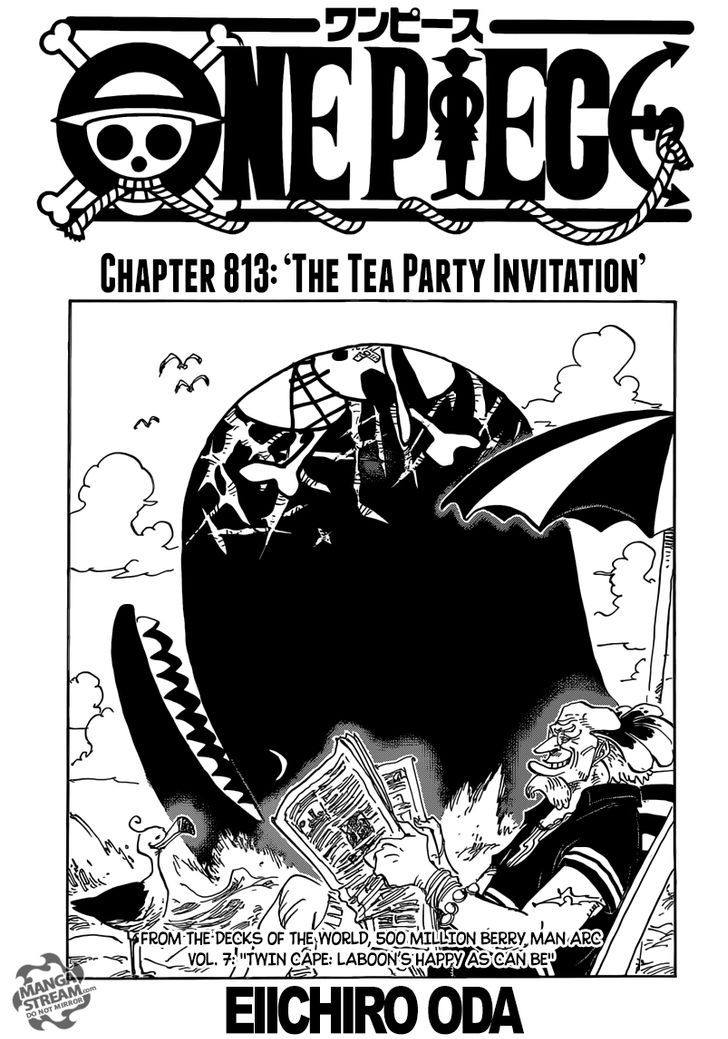 ワンピース
ONE PIECE
CHAPTER 813: ‘THE TEA PARTY INVITATION’
FROM THE DECKS OF THE WORLD, 500 MILLION BERRY MAN ARC
VOL. 7: "TWIN CAPE: LABOON'S HAPPY AS CAN BE"
MANGA
STREAM.com
DO NOT MIRROR
EIICHIRO ODA